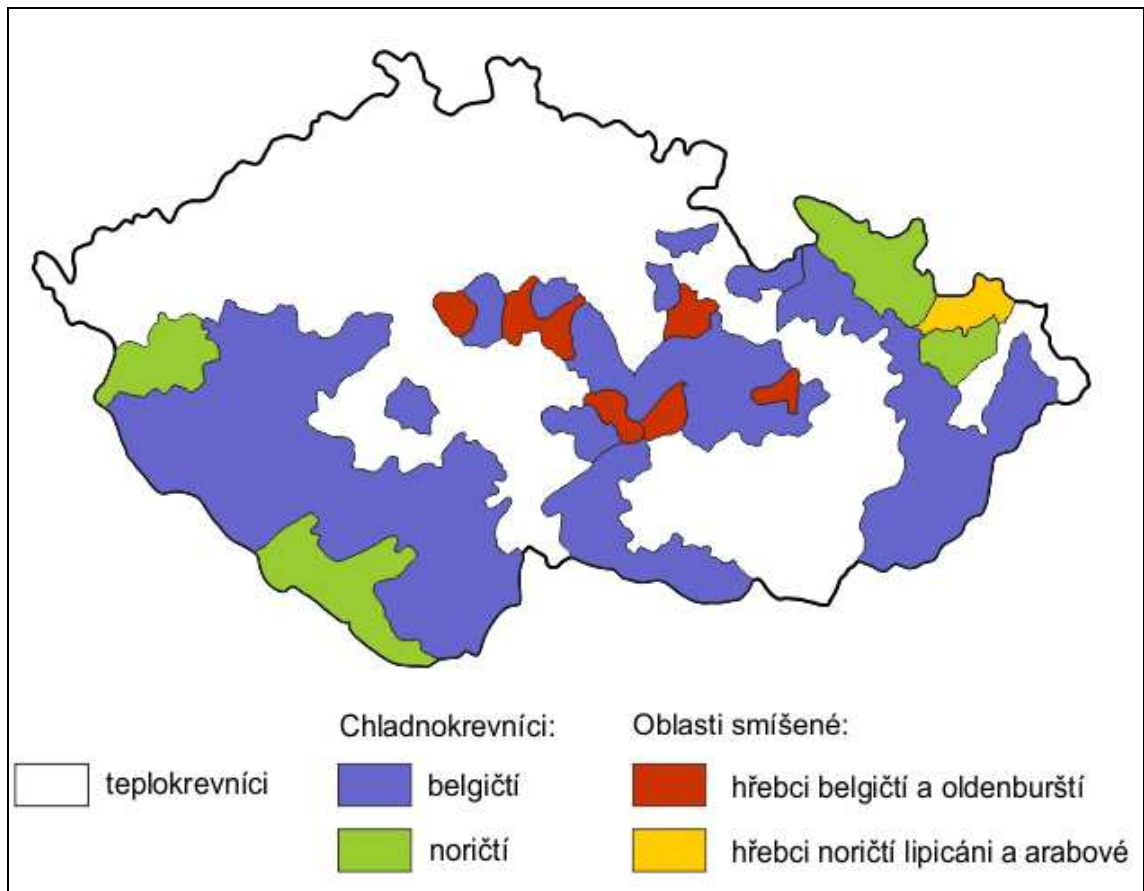 Chladnokrevníci:
Oblasti smíšené:
teplokrevníci
belgičtí
hřebci belgičtí a oldenburští
noričtí
hřebci noričtí lipicáni a arabové